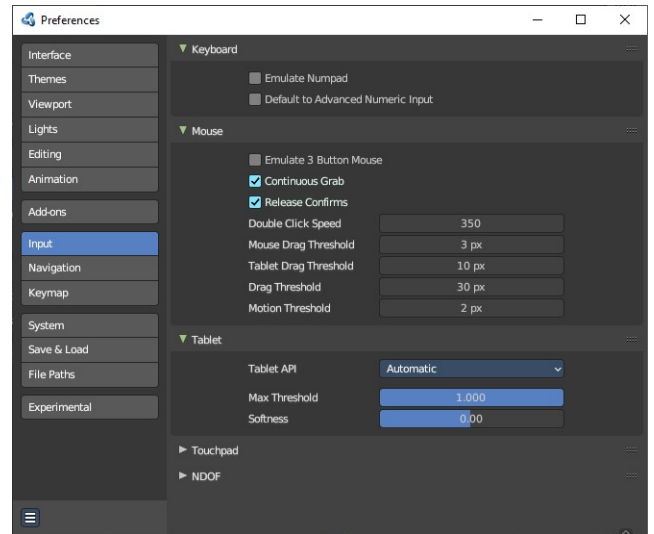 Preferences
Interface
Themes
Viewport
Lights
Editing
Animation
Add-ons
Input
Navigation
Keymap
System
Save & Load
File Paths
Experimental
Keyboard
Emulate Numpad
Default to Advanced Numeric Input
Mouse
Emulate 3 Button Mouse
Continuous Grab
Release Confirms
Double Click Speed 350
Mouse Drag Threshold 3 px
Tablet Drag Threshold 10 px
Drag Threshold 30 px
Motion Threshold 2 px
Tablet
Tablet API Automatic
Max Threshold 1.000
Softness 0.00
Touchpad
NDOF